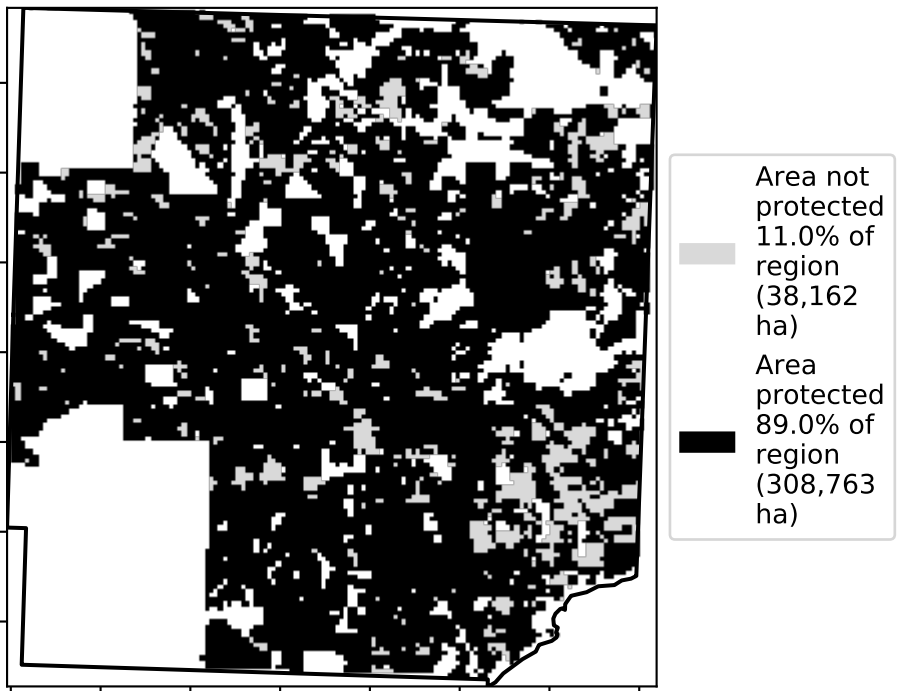 Area not
protected
11.0% of
region
(38,162
ha)
Area
protected
89.0% of
region
(308,763
ha)